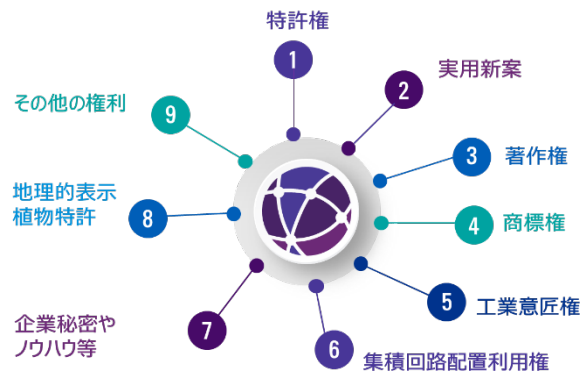 特許権
1
実用新案
2
著作権
3
商標権
4
工業意匠権
5
集積回路配置利用権
6
企業秘密や
ノウハウ等
7
地理的表示
植物特許
8
その他の権利
9